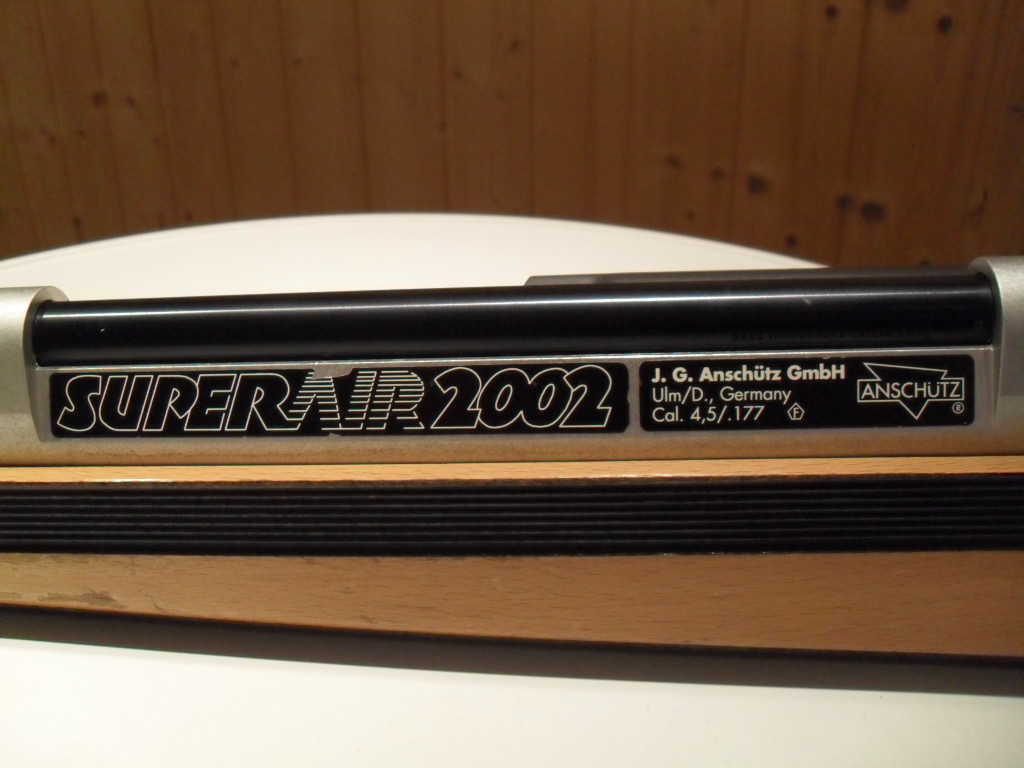 SUPERAIR 2002
J. G. Anschütz GmbH
Ulm/D., Germany
Cal. 4,5/.177 F
ANSCHÜTZ
®